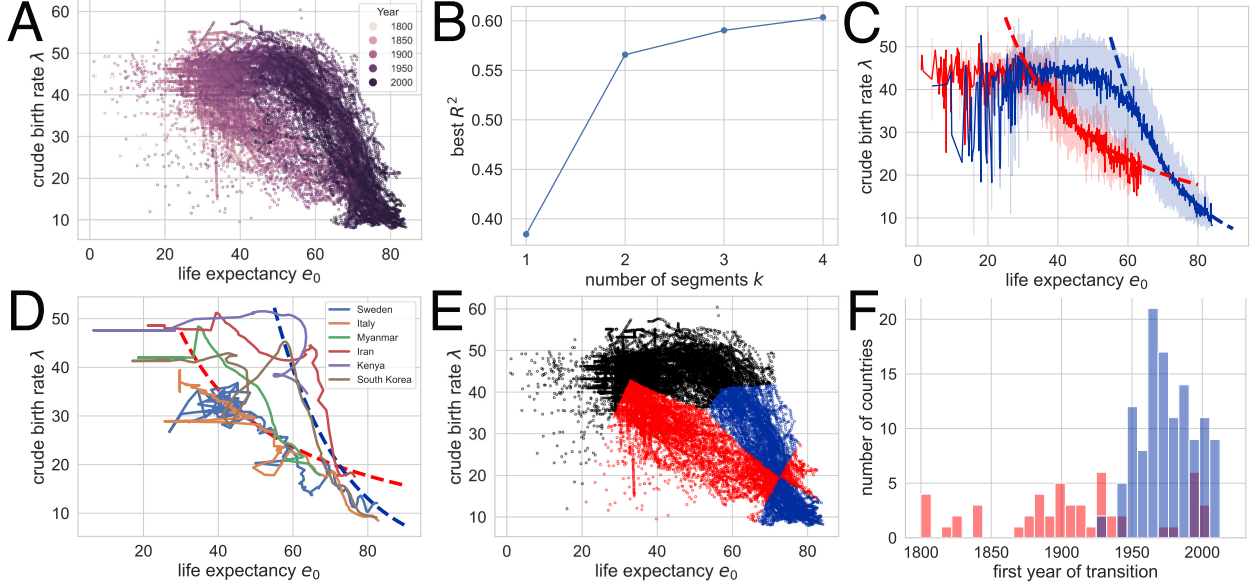 A
crude birth rate λ
60
50
40
30
20
10
0 20 40 60 80
life expectancy e₀
Year
1800
1850
1900
1950
2000
B
best R²
0.60
0.55
0.50
0.45
0.40
1 2 3 4
number of segments k
C
crude birth rate λ
50
40
30
20
10
0 20 40 60 80
life expectancy e₀
D
crude birth rate λ
50
40
30
20
10
20 40 60 80
life expectancy e₀
Sweden
Italy
Myanmar
Iran
Kenya
South Korea
E
crude birth rate λ
60
50
40
30
20
10
0 20 40 60 80
life expectancy e₀
F
number of countries
20
15
10
5
0
1800 1850 1900 1950 2000
first year of transition